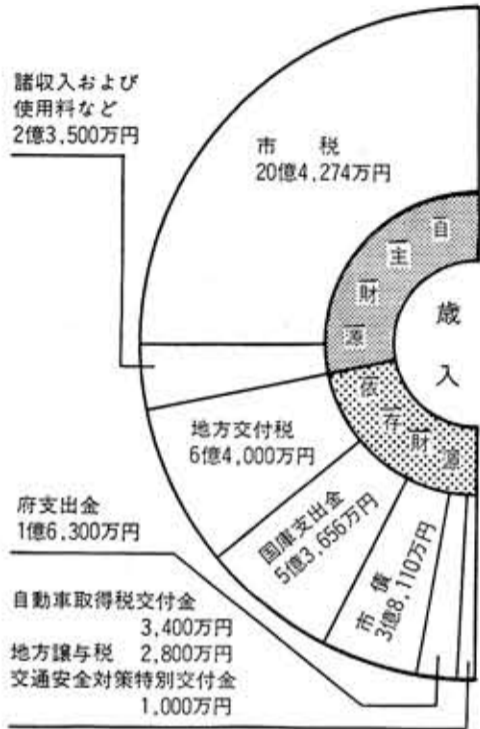 諸収入および
使用料など
2億3,500万円
市税
20億4,274万円
自主財源
歳入
依存財源
地方交付税
6億4,000万円
国庫支出金
5億3,656万円
市債
3億8,110万円
府支出金
1億6,300万円
自動車取得税交付金
3,400万円
地方譲与税 2,800万円
交通安全対策特別交付金
1,000万円